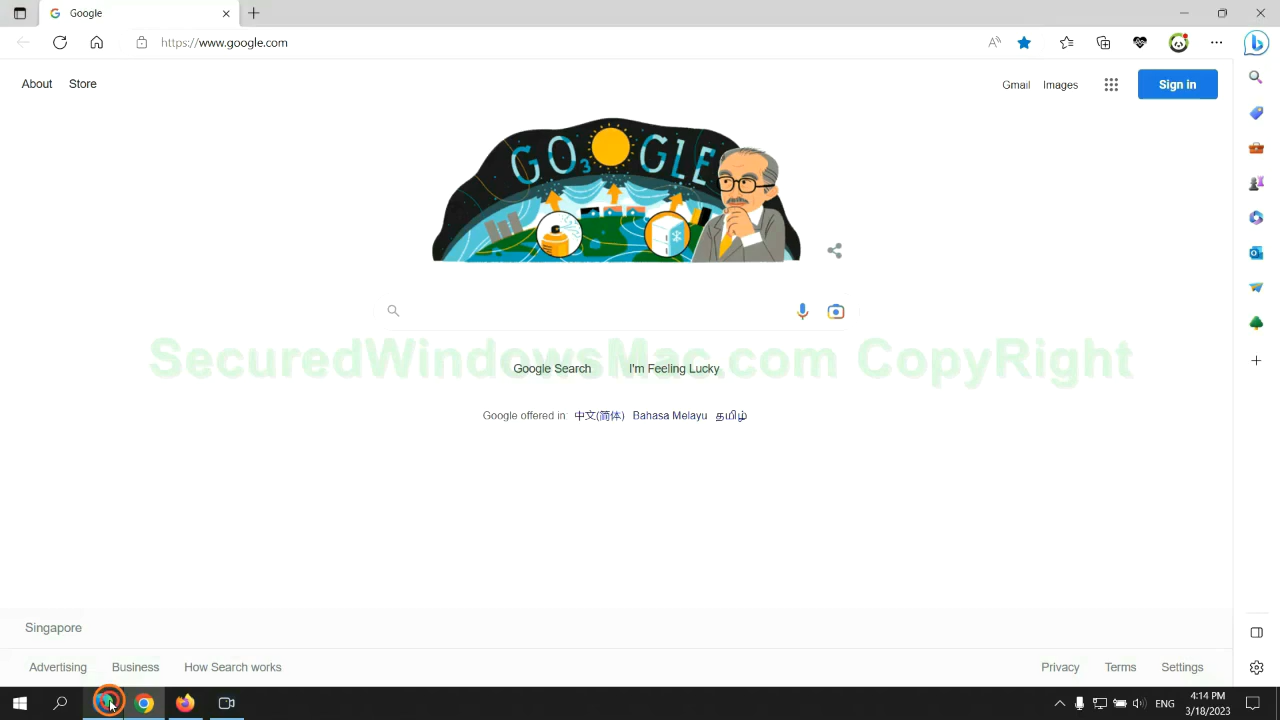 Google
https://www.google.com
About Store
Gmail Images Sign in
GO3GLE
SecuredWindowsMac.com CopyRight
Google Search I'm Feeling Lucky
Google offered in: 中文(简体) Bahasa Melayu தமிழ்
Singapore
Advertising Business How Search works
Privacy Terms Settings
ENG
4:14 PM
3/18/2023